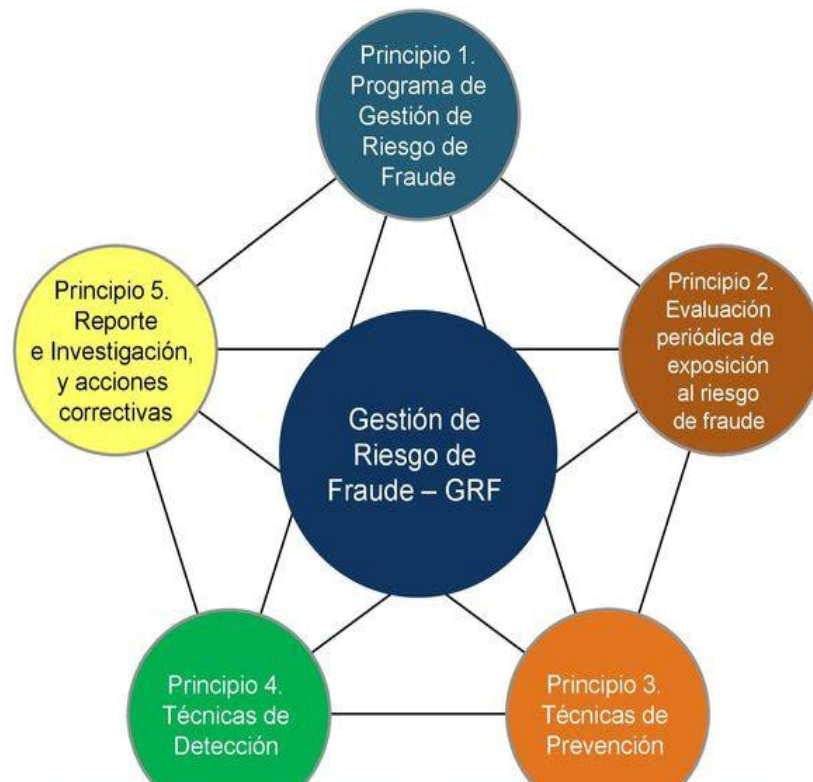 Principio 1.
Programa de
Gestión de
Riesgo de
Fraude
Principio 5.
Reporte
e Investigación,
y acciones
correctivas
Principio 2.
Evaluación
periódica de
exposición
al riesgo
de fraude
Gestión de
Riesgo de
Fraude – GRF
Principio 4.
Técnicas de
Detección
Principio 3.
Técnicas de
Prevención